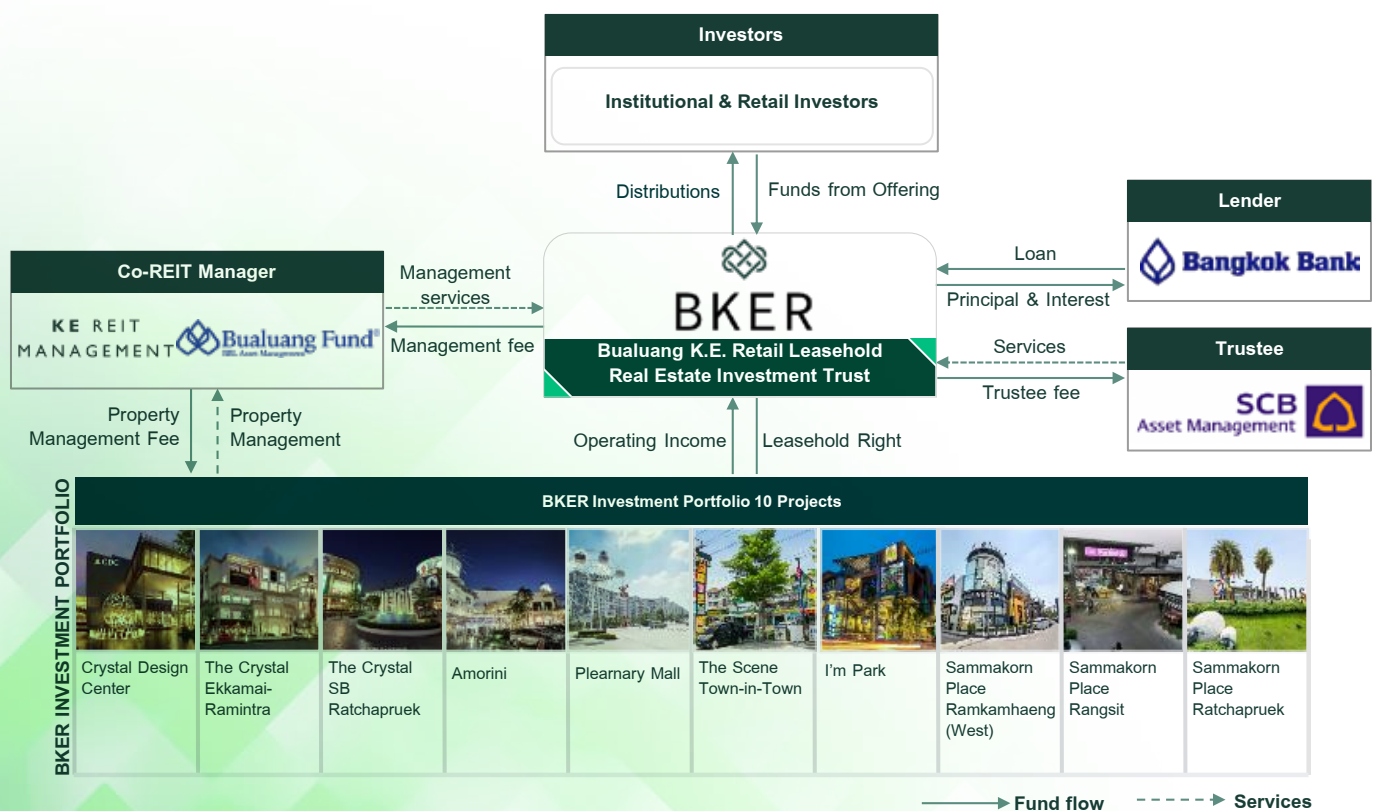 Investors
Institutional & Retail Investors
Distributions
Funds from Offering
Lender
Bangkok Bank
Loan
Principal & Interest
Co-REIT Manager
KE REIT
MANAGEMENT
Bualuang Fund
Management
services
Management fee
BKER
Bualuang K.E. Retail Leasehold
Real Estate Investment Trust
Services
Trustee fee
Trustee
SCB
Asset Management
Property
Management Fee
Property
Management
Operating Income
Leasehold Right
BKER INVESTMENT PORTFOLIO
BKER Investment Portfolio 10 Projects
CDC
Crystal Design
Center
The Crystal
Ekkamai-
Ramintra
The Crystal
SB
Ratchapruek
Amorini
Plearnary Mall
The Scene
Town-in-Town
I'm Park
Sammakorn
Place
Ramkamhaeng
(West)
Sammakorn
Place
Rangsit
Sammakorn
Place
Ratchapruek
Fund flow
Services